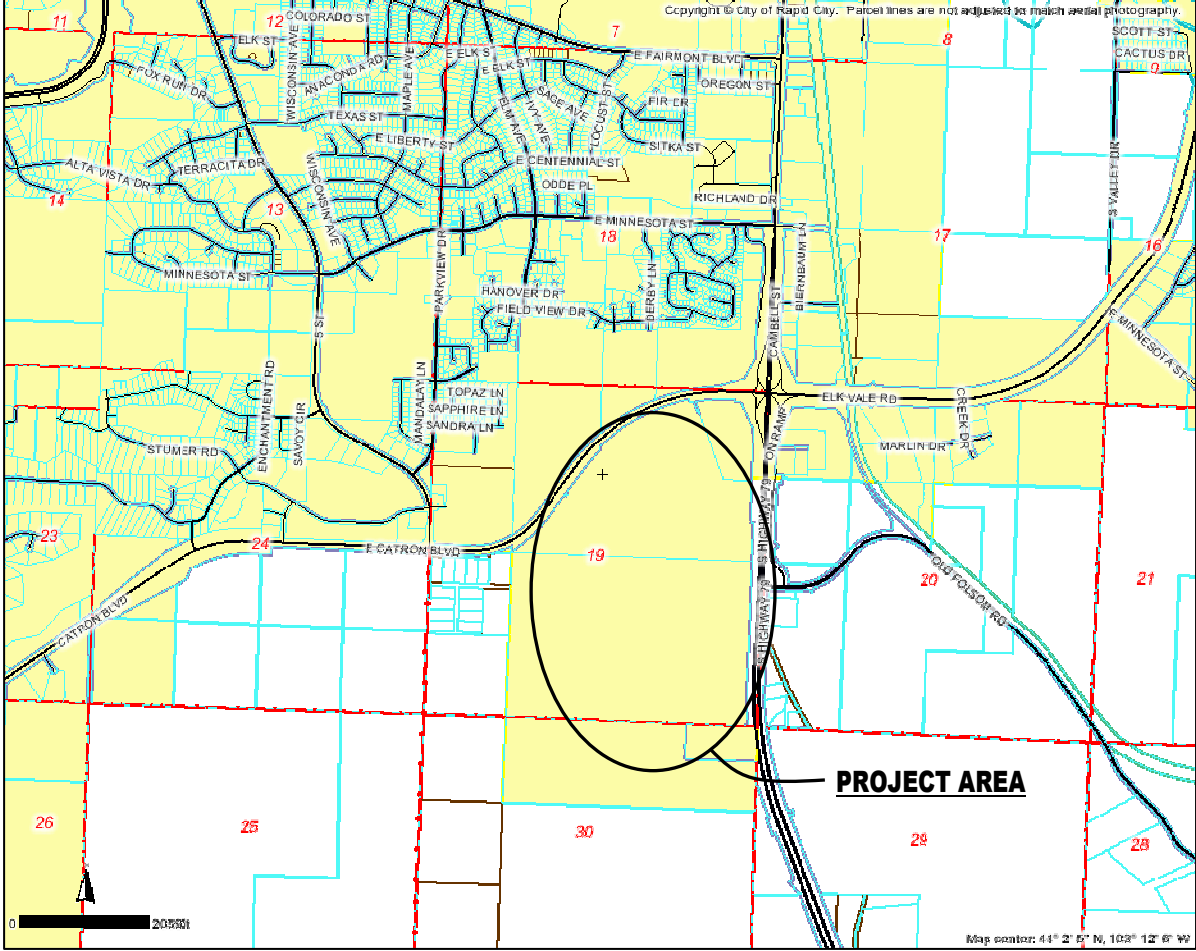 Copyright © City of Rapid City. Parcel lines are not adjusted to match aerial photography.
11
12
COLORADO ST
7
8
SCOTT ST
CACTUS DR
9
ELK ST
WISCONSIN AVE
ANACONDA RD
MAPLE AVE
ELK S
E ELK ST
E FAIRMONT BLVD
OREGON ST
FOX RUN DR
SAGE AVE
LOCUST ST
FIR DR
TEXAS ST
ELM AVE
IVY AVE
E LIBERTY ST
SITKA ST
ALTA VISTA DR
TERRACITA DR
WISCONSIN AVE
E CENTENNIAL ST
ODDE PL
RICHLAND DR
S VALLEY DR
14
13
E MINNESOTA ST
18
17
16
MINNESOTA ST
PARKVIEW DR
HANOVER DR
FIELD VIEW DR
DERBY LN
BIERNBAUM LN
CAMBELL ST
E MINNESOTA ST
5 ST
ENCHANTMENT RD
SAVOY CIR
MANDALAY LN
TOPAZ LN
SAPPHIRE LN
SANDRA LN
ELK VALE RD
CREEK DR
MARLIN DR
ON RAMP
STUMER RD
S HIGHWAY 79
23
24
E CATRON BLVD
19
20
21
OLD FOLSOM RD
S HIGHWAY 79
CATRON BLVD
PROJECT AREA
26
25
30
29
28
0
Map center: 44° 2' 5" N, 103° 12' 6" W